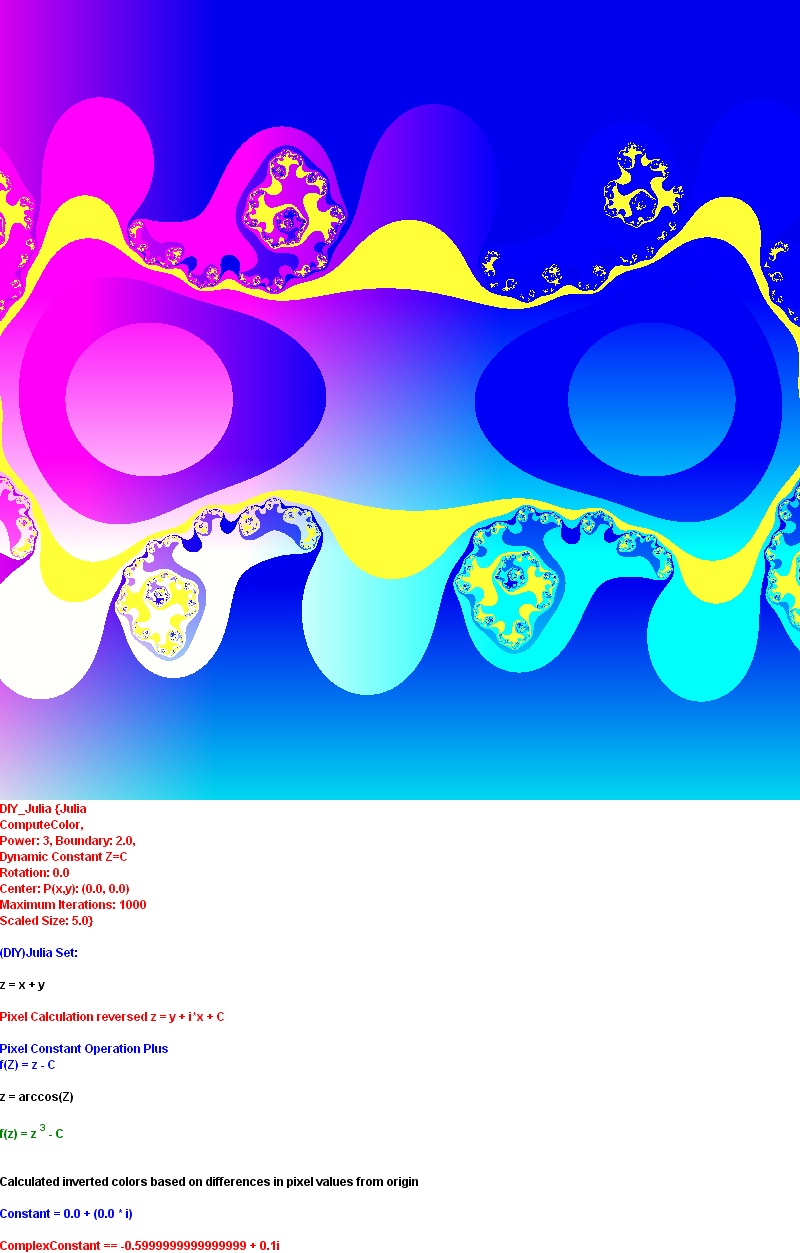 DIY_Julia {Julia
ComputeColor,
Power: 3, Boundary: 2.0,
Dynamic Constant Z=C
Rotation: 0.0
Center: P(x,y): (0.0, 0.0)
Maximum Iterations: 1000
Scaled Size: 5.0}
(DIY)Julia Set:
z = x + y
Pixel Calculation reversed z = y + i*x + C
Pixel Constant Operation Plus
f(Z) = z - C
z = arccos(Z)
f(z) = z 3 - C
Calculated inverted colors based on differences in pixel values from origin
Constant = 0.0 + (0.0 * i)
ComplexConstant == -0.5999999999999999 + 0.1i